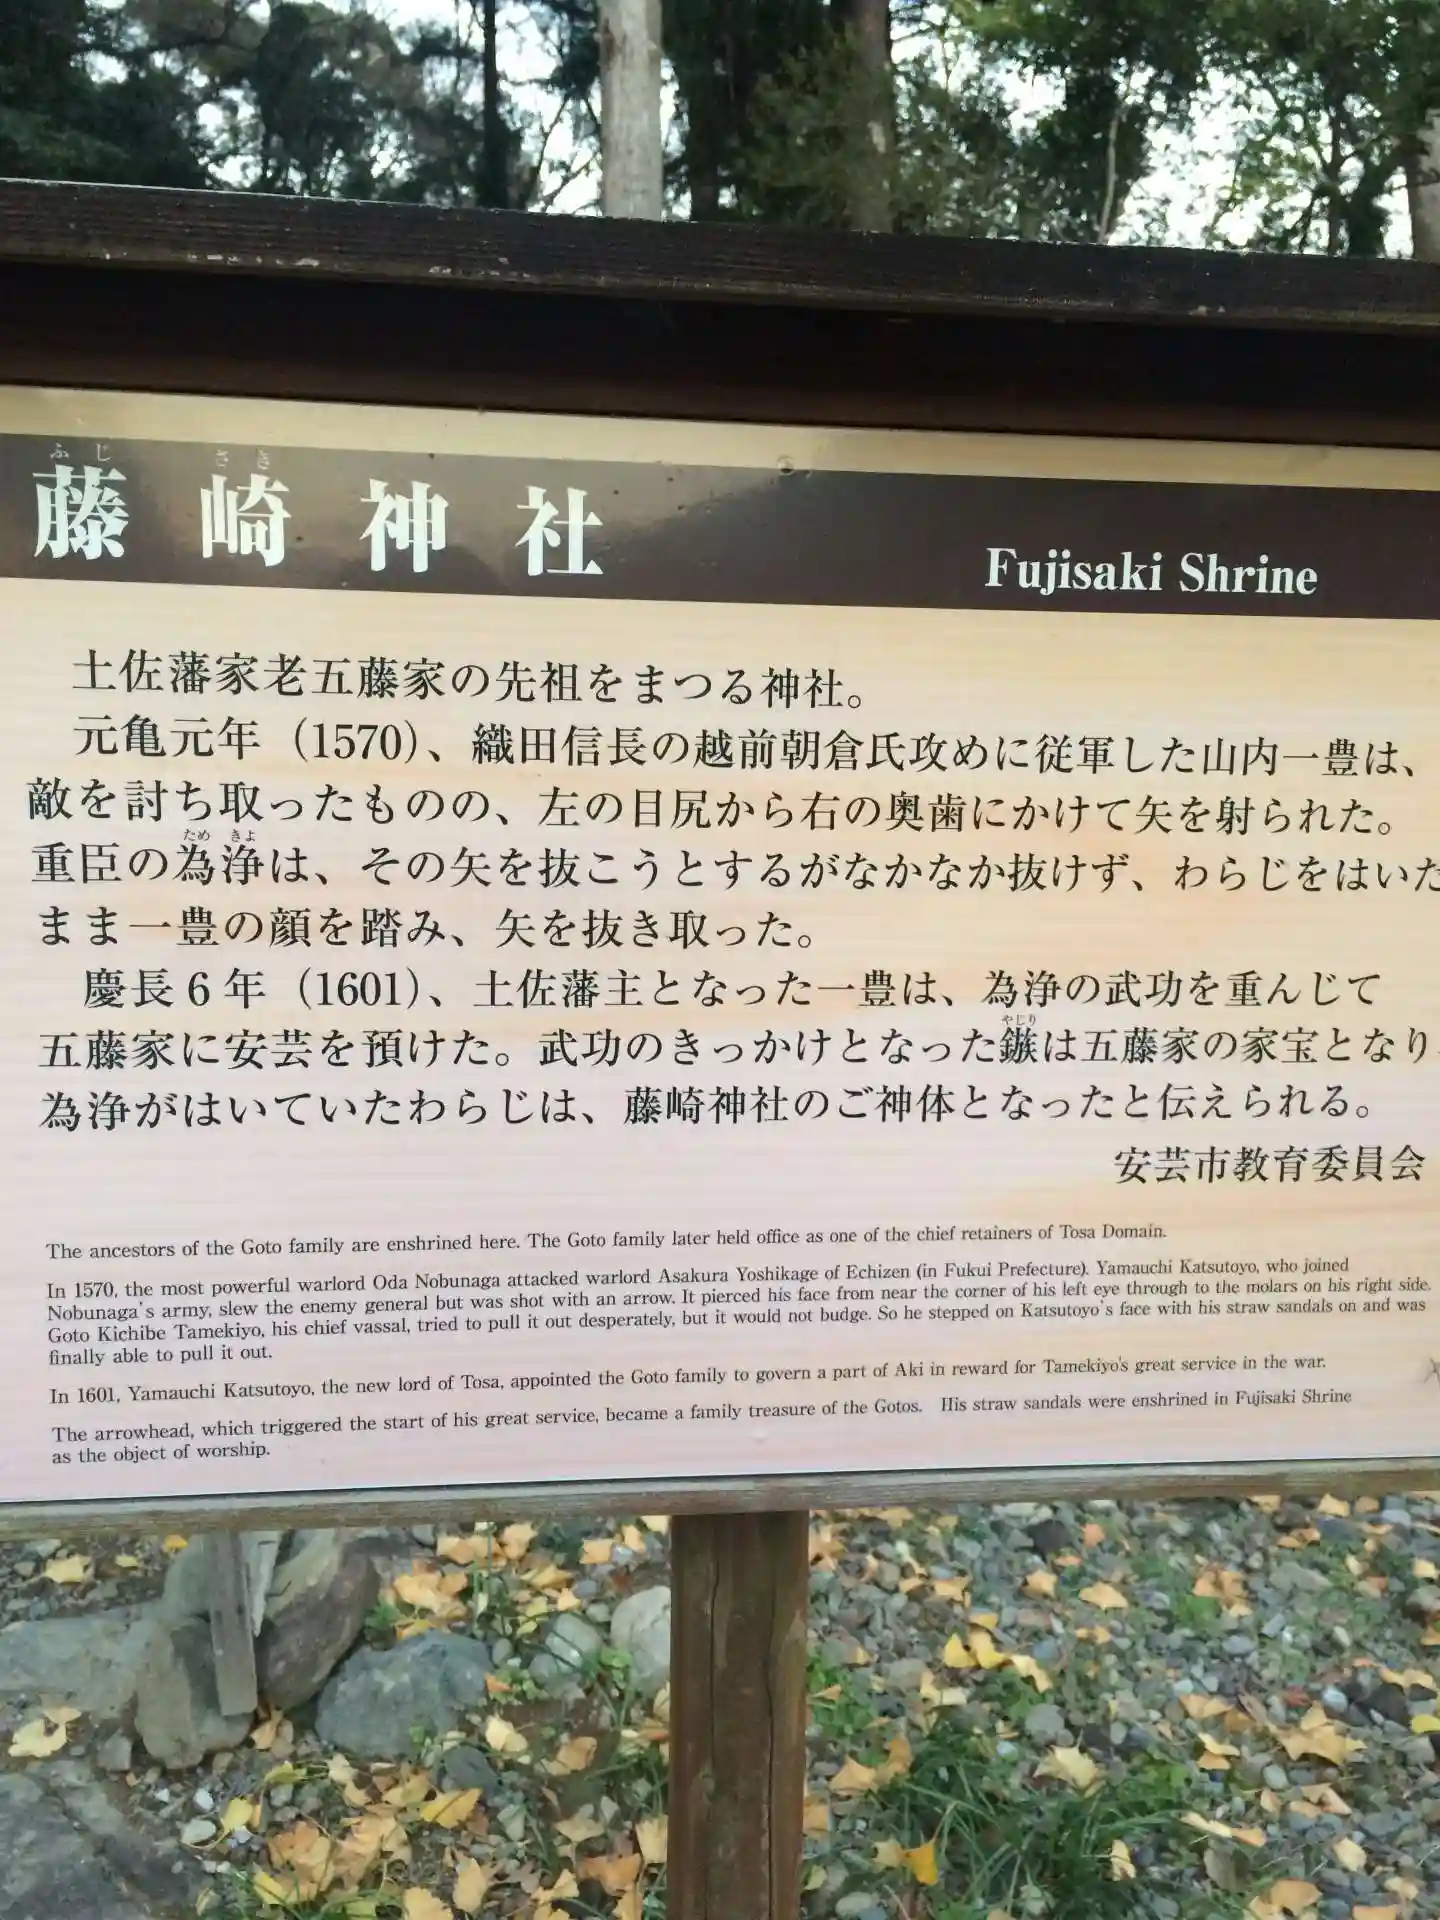 ふじ さき
藤崎神社
Fujisaki Shrine
土佐藩家老五藤家の先祖をまつる神社。
元亀元年（1570）、織田信長の越前朝倉氏攻めに従軍した山内一豊は、
敵を討ち取ったものの、左の目尻から右の奥歯にかけて矢を射られた。
ため きよ
重臣の為浄は、その矢を抜こうとするがなかなか抜けず、わらじをはいた
まま一豊の顔を踏み、矢を抜き取った。
慶長6年（1601）、土佐藩主となった一豊は、為浄の武功を重んじて
やじり
五藤家に安芸を預けた。武功のきっかけとなった鏃は五藤家の家宝となり、
為浄がはいていたわらじは、藤崎神社のご神体となったと伝えられる。
安芸市教育委員会
The ancestors of the Goto family are enshrined here. The Goto family later held office as one of the chief retainers of Tosa Domain.
In 1570, the most powerful warlord Oda Nobunaga attacked warlord Asakura Yoshikage of Echizen (in Fukui Prefecture). Yamauchi Katsutoyo, who joined
Nobunaga's army, slew the enemy general but was shot with an arrow. It pierced his face from near the corner of his left eye through to the molars on his right side.
Goto Kichibe Tamekiyo, his chief vassal, tried to pull it out desperately, but it would not budge. So he stepped on Katsutoyo's face with his straw sandals on and was
finally able to pull it out.
In 1601, Yamauchi Katsutoyo, the new lord of Tosa, appointed the Goto family to govern a part of Aki in reward for Tamekiyo's great service in the war.
The arrowhead, which triggered the start of his great service, became a family treasure of the Gotos. His straw sandals were enshrined in Fujisaki Shrine
as the object of worship.